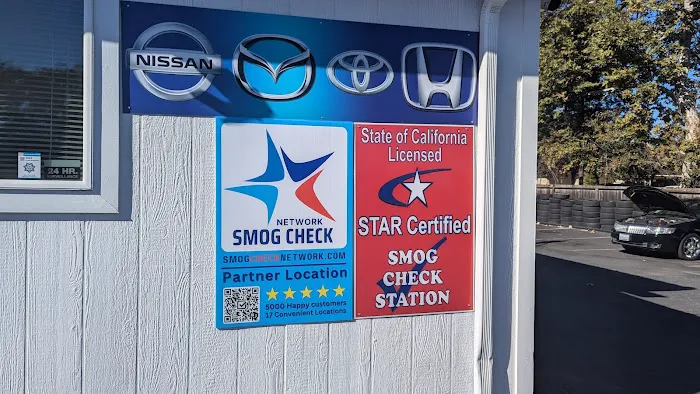 NISSAN
24 HR.
SURVEILLANCE
NETWORK
SMOG CHECK
SMOGCHECKNETWORK.COM
Partner Location
5000 Happy customers
17 Convenient Locations
State of California
Licensed
STAR Certified
SMOG
CHECK
STATION